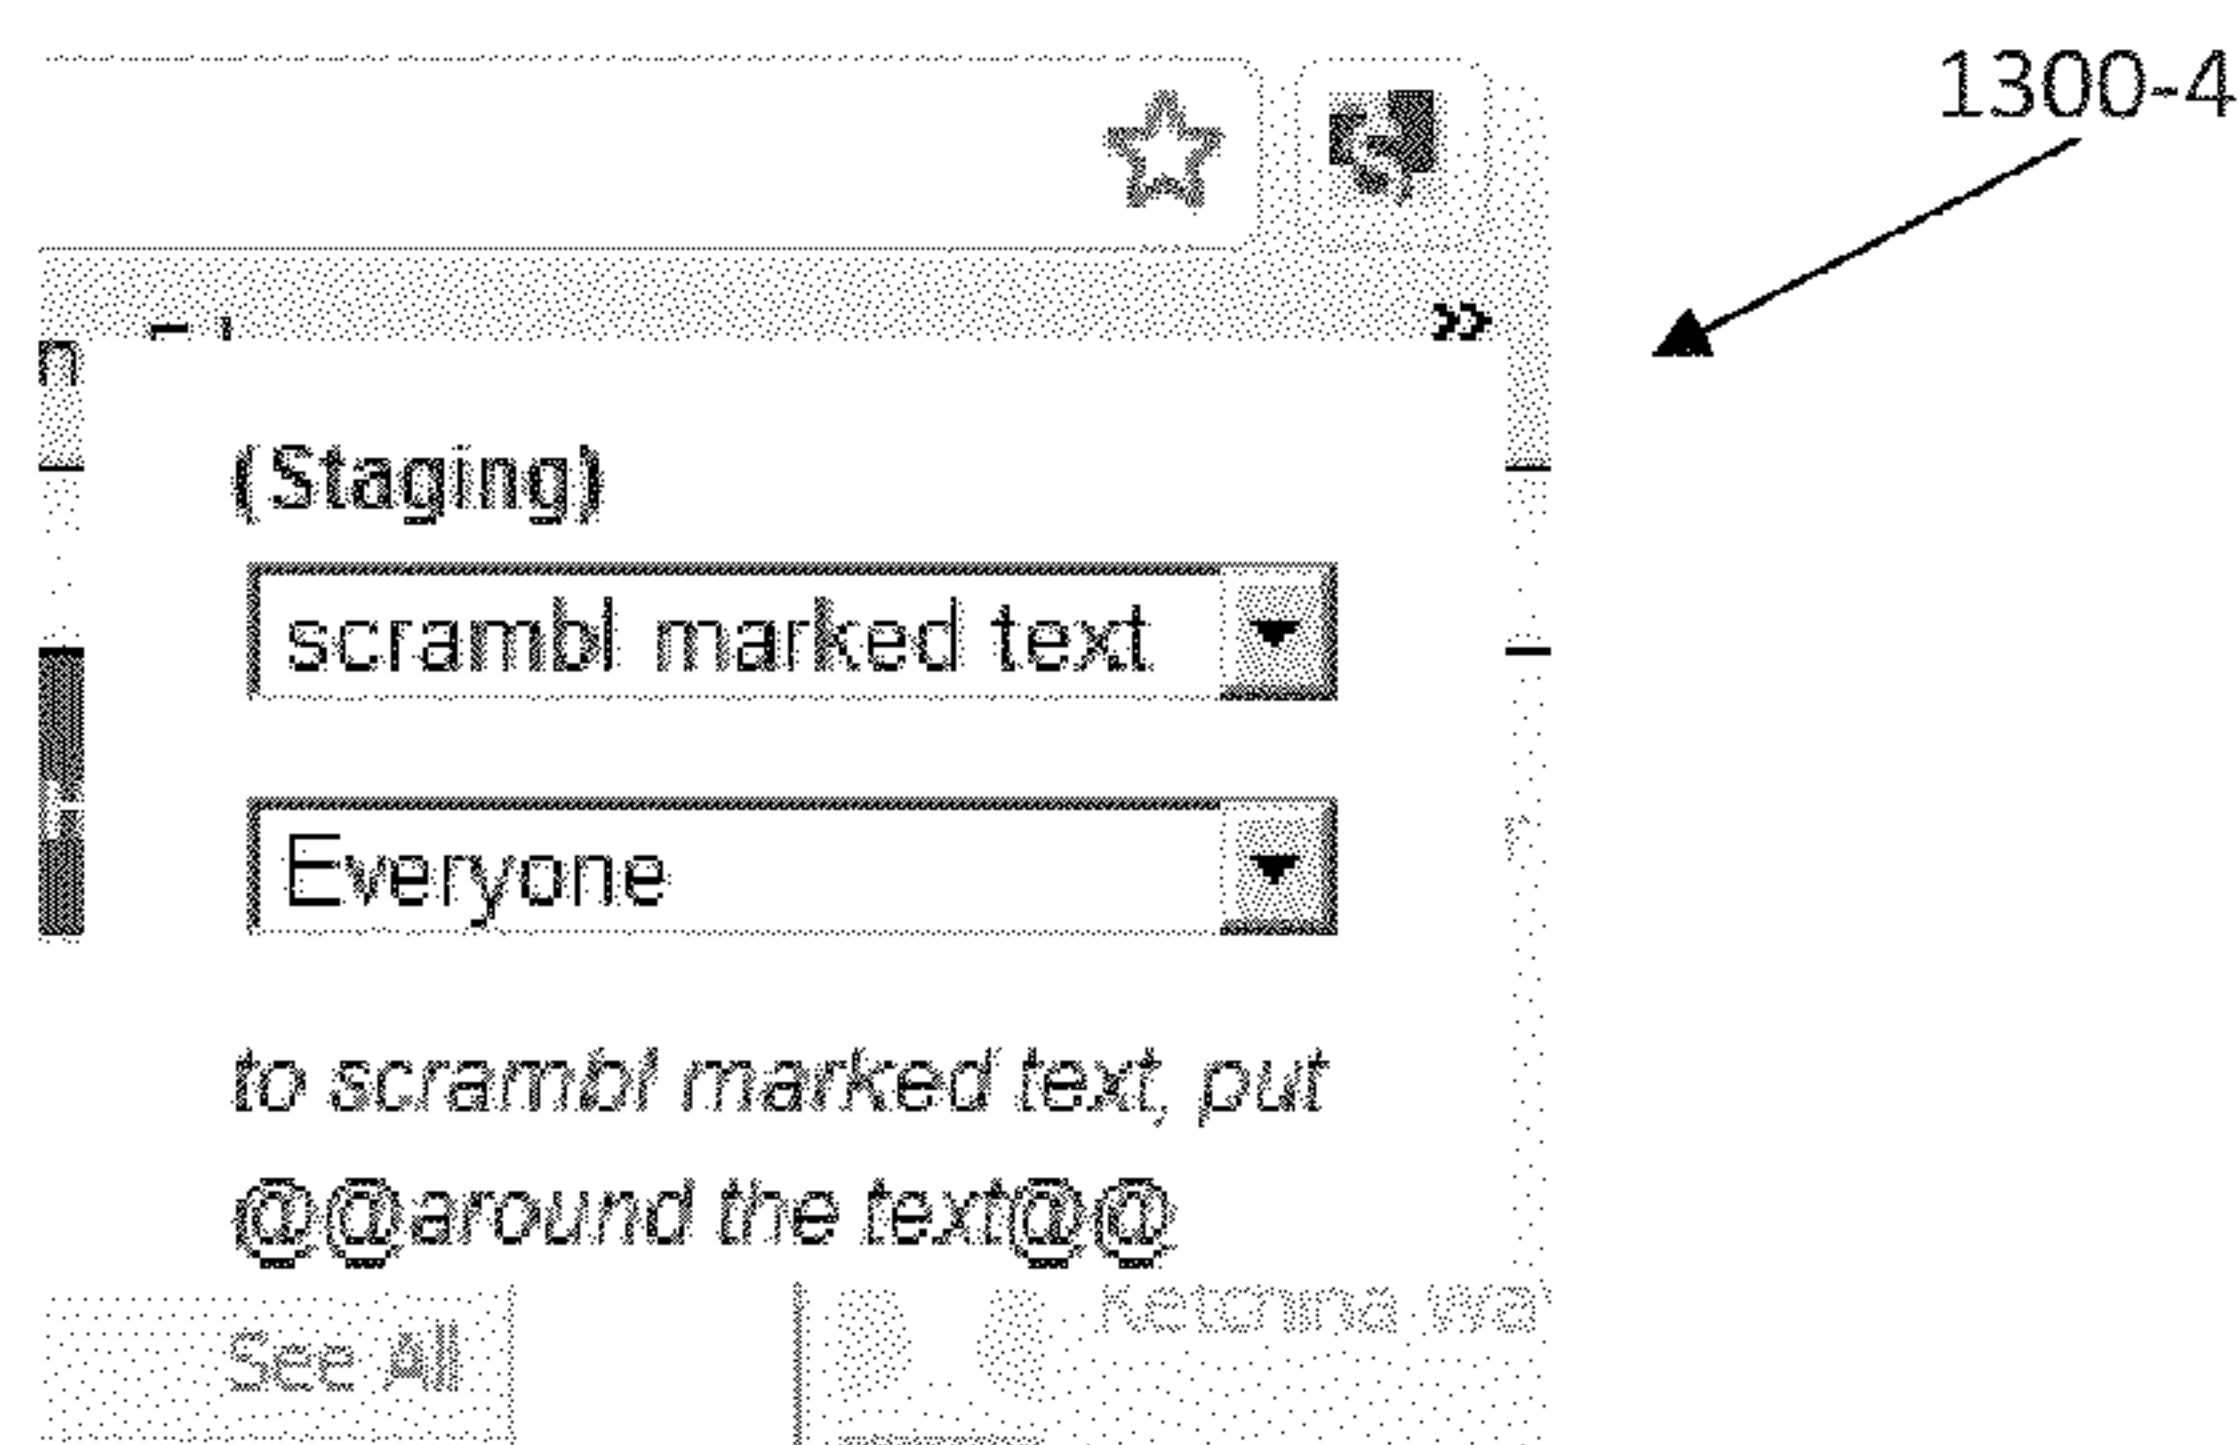 1300-4
»
(Staging)
scrambl marked text
Everyone
to scrambl marked text, put
@@around the text@@
See All